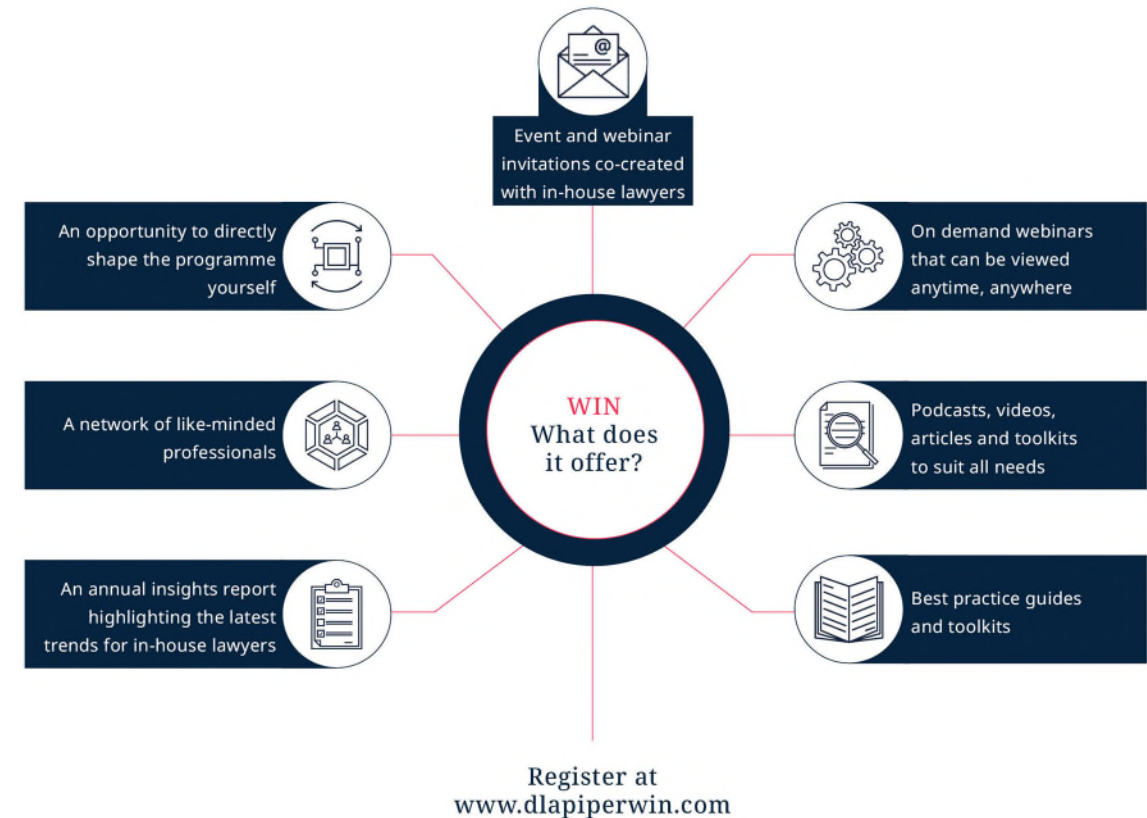 @
Event and webinar
invitations co-created
with in-house lawyers
An opportunity to directly
shape the programme
yourself
On demand webinars
that can be viewed
anytime, anywhere
A network of like-minded
professionals
WIN
What does
it offer?
Podcasts, videos,
articles and toolkits
to suit all needs
An annual insights report
highlighting the latest
trends for in-house lawyers
Best practice guides
and toolkits
Register at
www.dlapiperwin.com